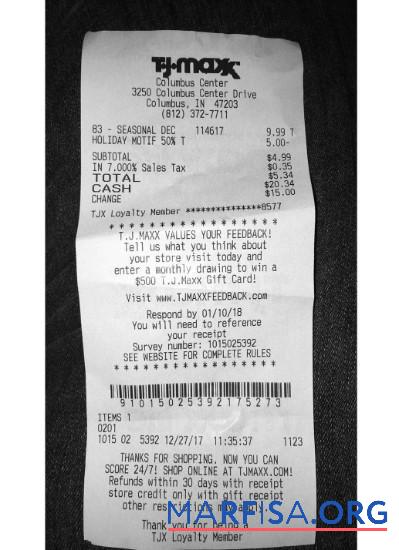 T·J·maxx
Columbus Center
3250 Columbus Center Drive
Columbus, IN 47203
(812) 372-7711
83 - SEASONAL DEC 114617 9.99 T
HOLIDAY MOTIF 50% T 5.00-
SUBTOTAL $4.99
IN 7.000% Sales Tax $0.35
TOTAL $5.34
CASH $20.34
CHANGE $15.00
TJX Loyalty Member ***************8577
* * * * * * * * * * * * * * * * *
T.J.MAXX VALUES YOUR FEEDBACK!
Tell us what you think about
your store visit today and
enter a monthly drawing to win a
$500 T.J.Maxx Gift Card!
Visit www.TJMAXXFEEDBACK.com
Respond by 01/10/18
You will need to reference
your receipt
Survey number: 1015025392
SEE WEBSITE FOR COMPLETE RULES
* * * * * * * * * * * * * * * * *
9101502539217 5273
ITEMS 1
0201
1015 02 5392 12/27/17 11:35:37 1123
THANKS FOR SHOPPING, NOW YOU CAN
SCORE 24/7! SHOP ONLINE AT TJMAXX.COM!
Refunds within 30 days with receipt
store credit only with gift receipt
other restrictions may apply.
MARFISA.ORG
Thank you for being a
TJX Loyalty Member